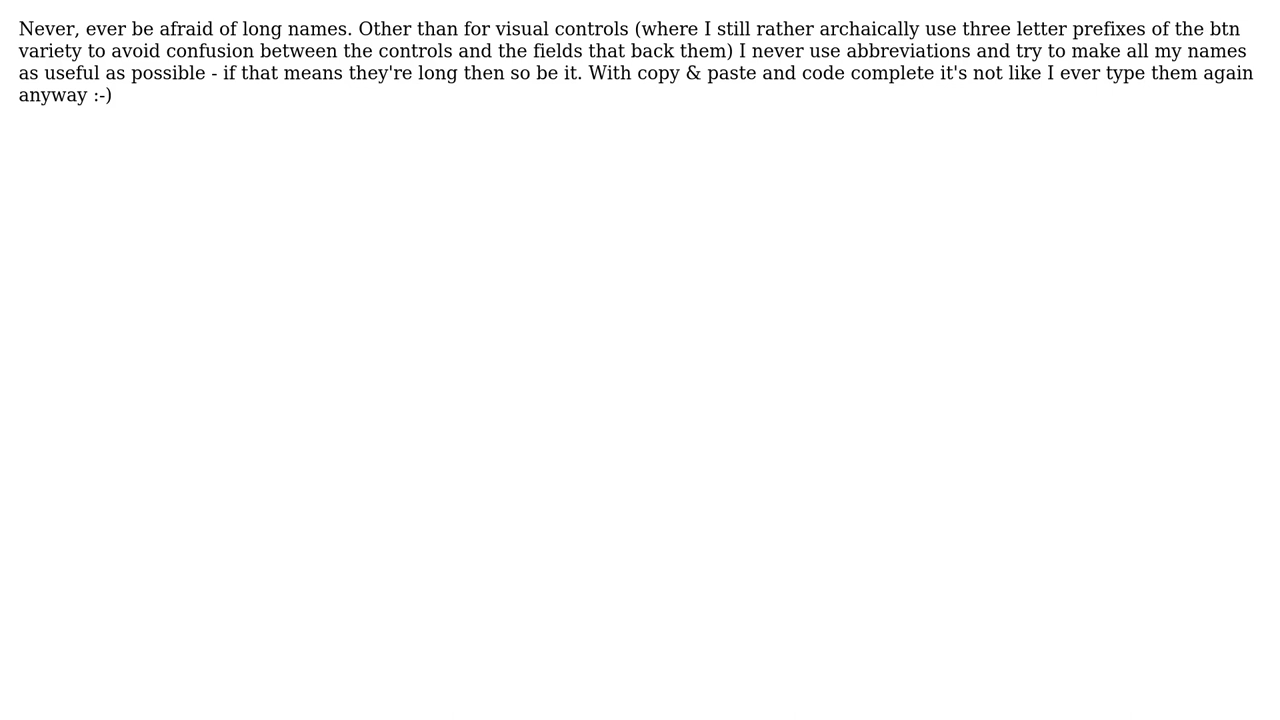 Never, ever be afraid of long names. Other than for visual controls (where I still rather archaically use three letter prefixes of the btn
variety to avoid confusion between the controls and the fields that back them) I never use abbreviations and try to make all my names
as useful as possible - if that means they're long then so be it. With copy & paste and code complete it's not like I ever type them again
anyway :-)